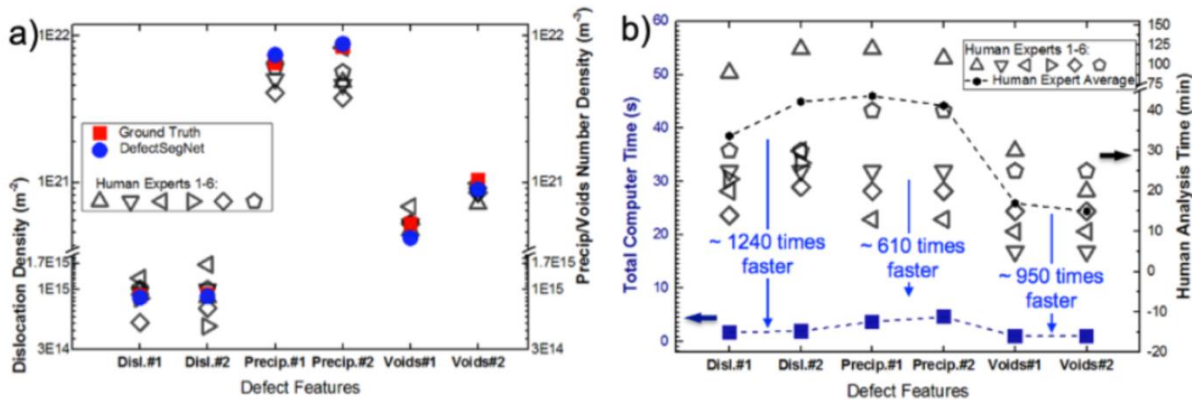 a)
Dislocation Density (m⁻²)
1E22
1E21
1.7E15
1E15
3E14
Ground Truth
DefectSegNet
Human Experts 1-6:
1E22
1E21
1.7E15
1E15
3E14
Precip/Voids Number Density (m⁻³)
Disl.#1 Disl.#2 Precip.#1 Precip.#2 Voids#1 Voids#2
Defect Features
b)
Total Computer Time (s)
60
50
40
30
20
10
0
Human Experts 1-6:
Human Expert Average
~ 1240 times
faster
~ 610 times
faster
~ 950 times
faster
150
125
100
75
40
30
20
10
0
-10
-20
Human Analysis Time (min)
Disl.#1 Disl.#2 Precip.#1 Precip.#2 Voids#1 Voids#2
Defect Features